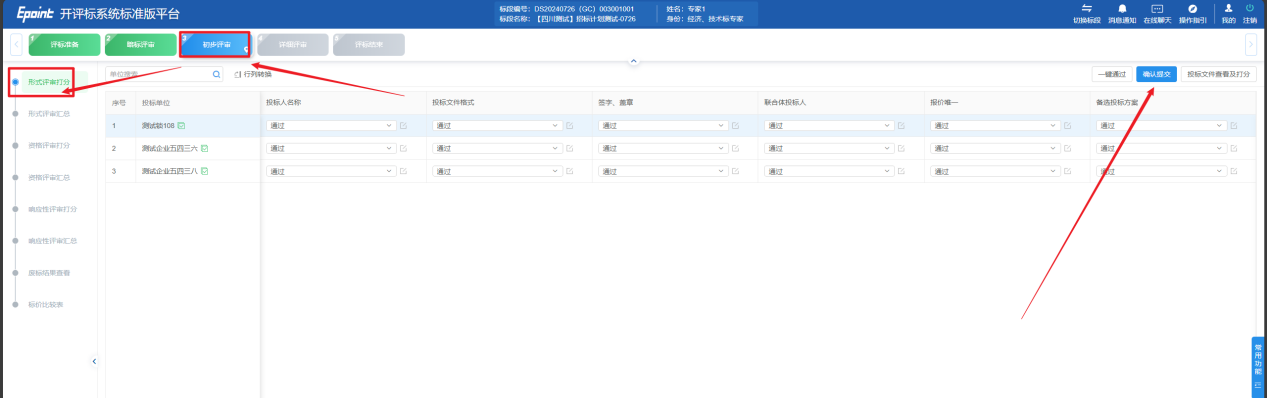 Epoint 开评标系统标准版平台
标段编号：DS20240726（GC）003001001
标段名称：【四川测试】招标计划测试-0726
姓名：专家1
身份：经济、技术标专家
切换标段 消息通知 在线聊天 操作指引 我的 注销
1 评标准备
2 暗标评审
3 初步评审
4 详细评审
5 评标结束
形式评审打分
形式评审汇总
资格评审打分
资格评审汇总
响应性评审打分
响应性评审汇总
标价比较表
单位搜索 行列转换 一键通过 确认提交 投标文件查看及打分
序号 投标单位 投标人名称 投标文件格式 签字、盖章 联合体投标人 报价唯一 备选投标方案
1 测试锁108 通过 通过 通过 通过 通过 通过
2 测试企业五四三六 通过 通过 通过 通过 通过 通过
3 测试企业五四三八 通过 通过 通过 通过 通过 通过
常用功能